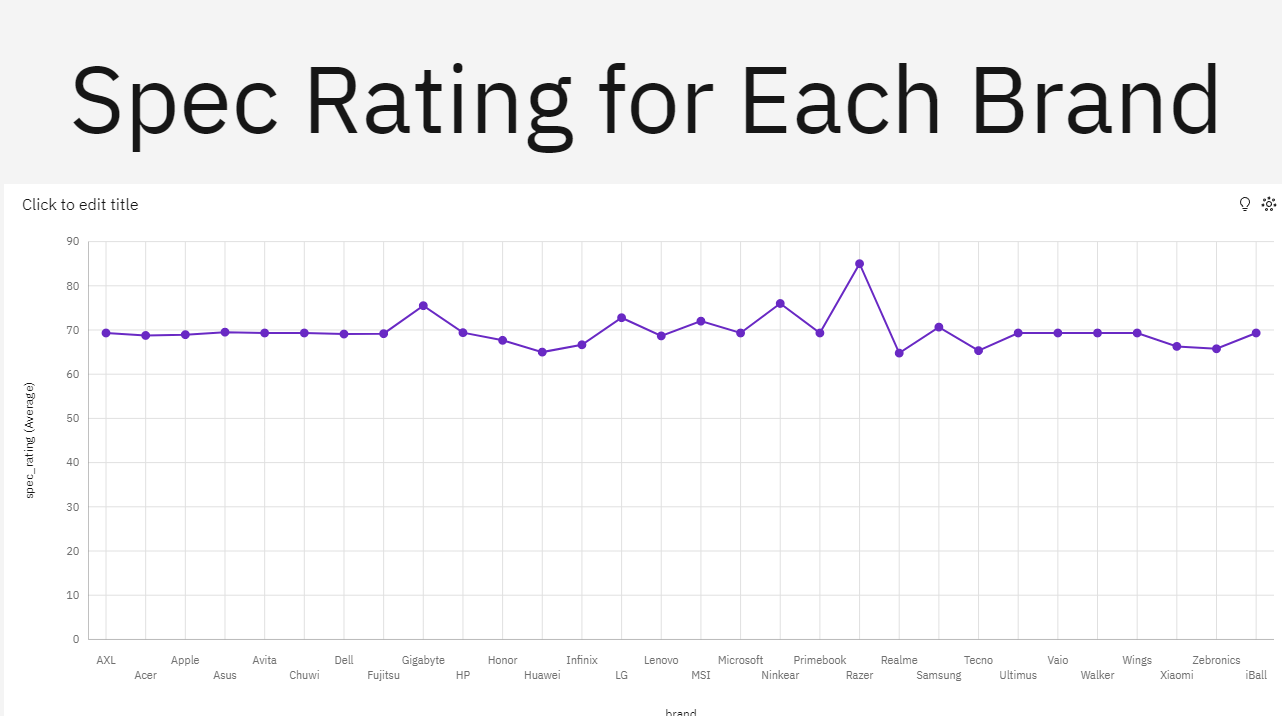 Spec Rating for Each Brand
Click to edit title
90
80
70
60
50
40
30
20
10
0
spec_rating (Average)
AXL Apple Avita Dell Gigabyte Honor Infinix Lenovo Microsoft Primebook Realme Tecno Vaio Wings Zebronics
Acer Asus Chuwi Fujitsu HP Huawei LG MSI Ninkear Razer Samsung Ultimus Walker Xiaomi iBall
brand